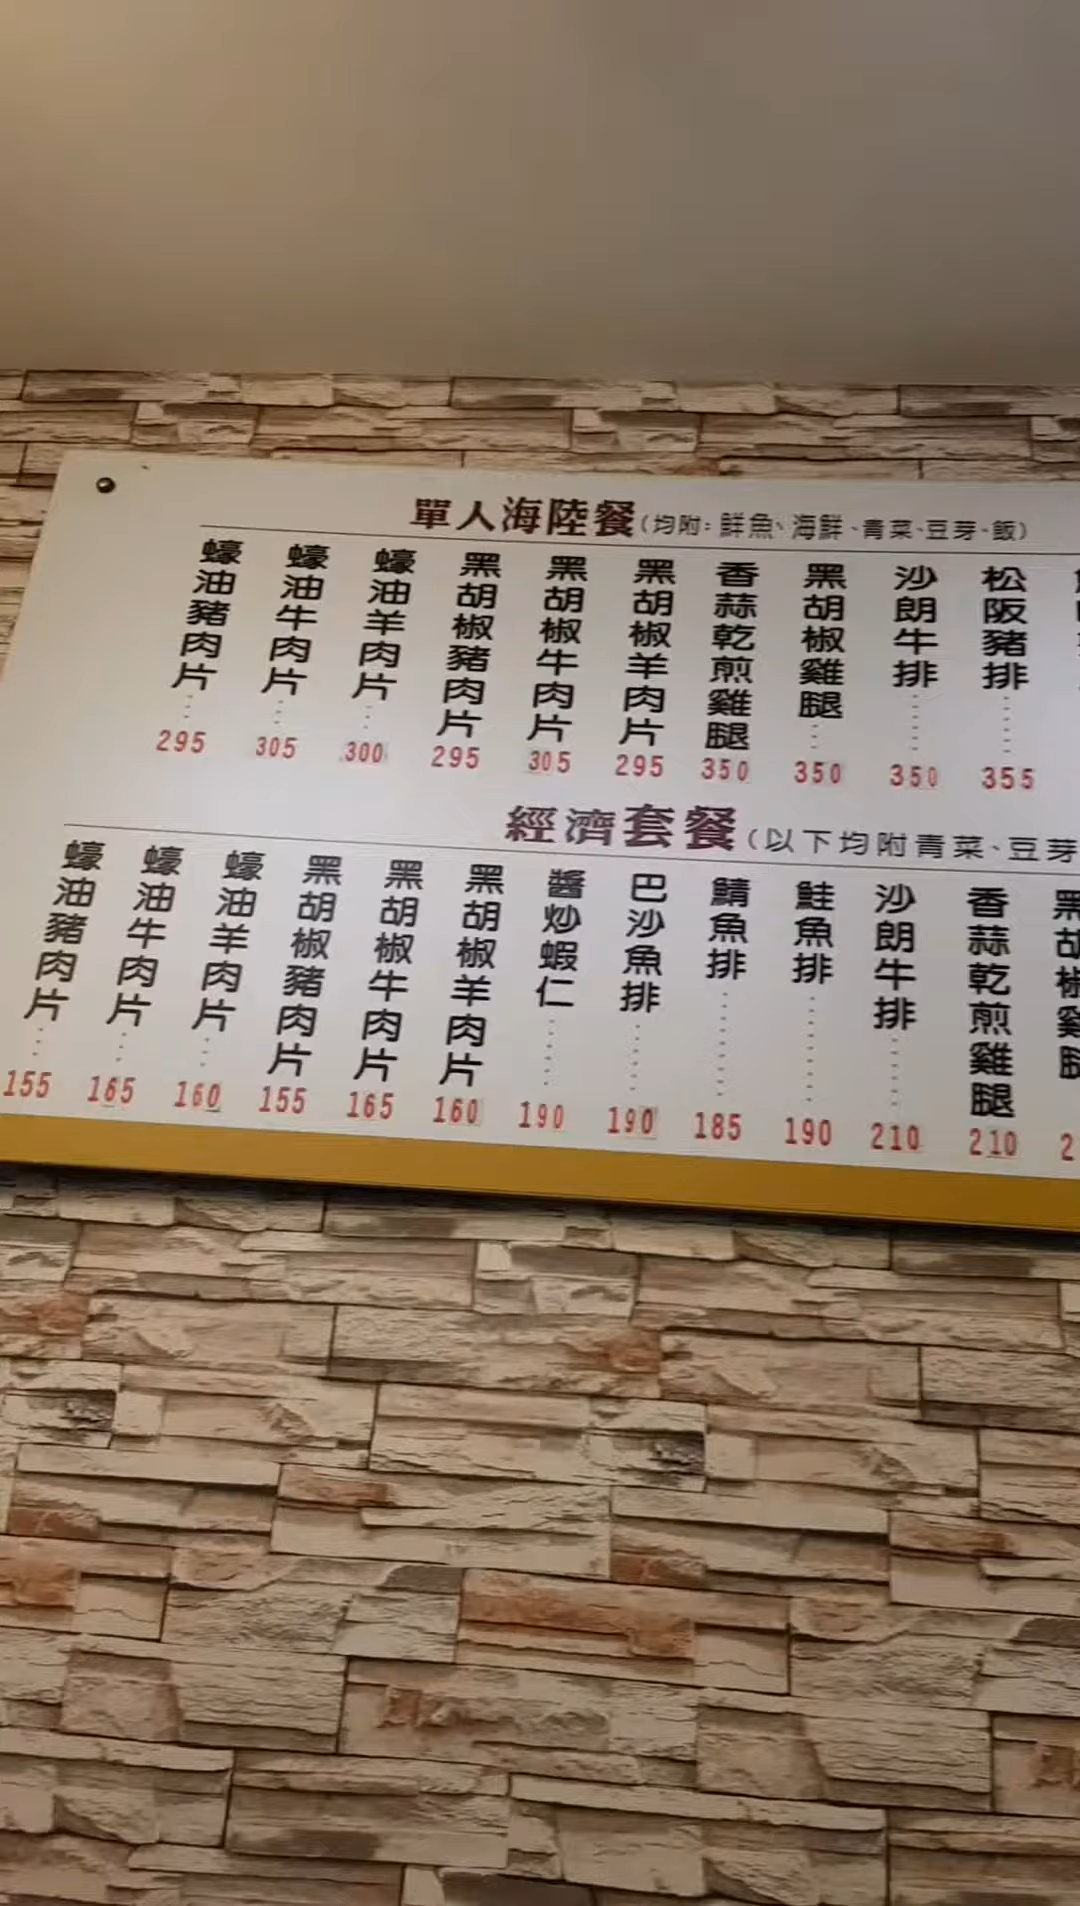 單人海陸餐(均附:鮮魚、海鮮、青菜、豆芽、飯)
蠔油豬肉片 295
蠔油牛肉片 305
蠔油羊肉片 300
黑胡椒豬肉片 295
黑胡椒牛肉片 305
黑胡椒羊肉片 295
香蒜乾煎雞腿 350
黑胡椒雞腿 350
沙朗牛排 350
松阪豬排 355
經濟套餐(以下均附青菜、豆芽
蠔油豬肉片 155
蠔油牛肉片 165
蠔油羊肉片 160
黑胡椒豬肉片 155
黑胡椒牛肉片 165
黑胡椒羊肉片 160
醬炒蝦仁 190
巴沙魚排 190
鯖魚排 185
鮭魚排 190
沙朗牛排 210
香蒜乾煎雞腿 210
黑胡椒雞腿 2